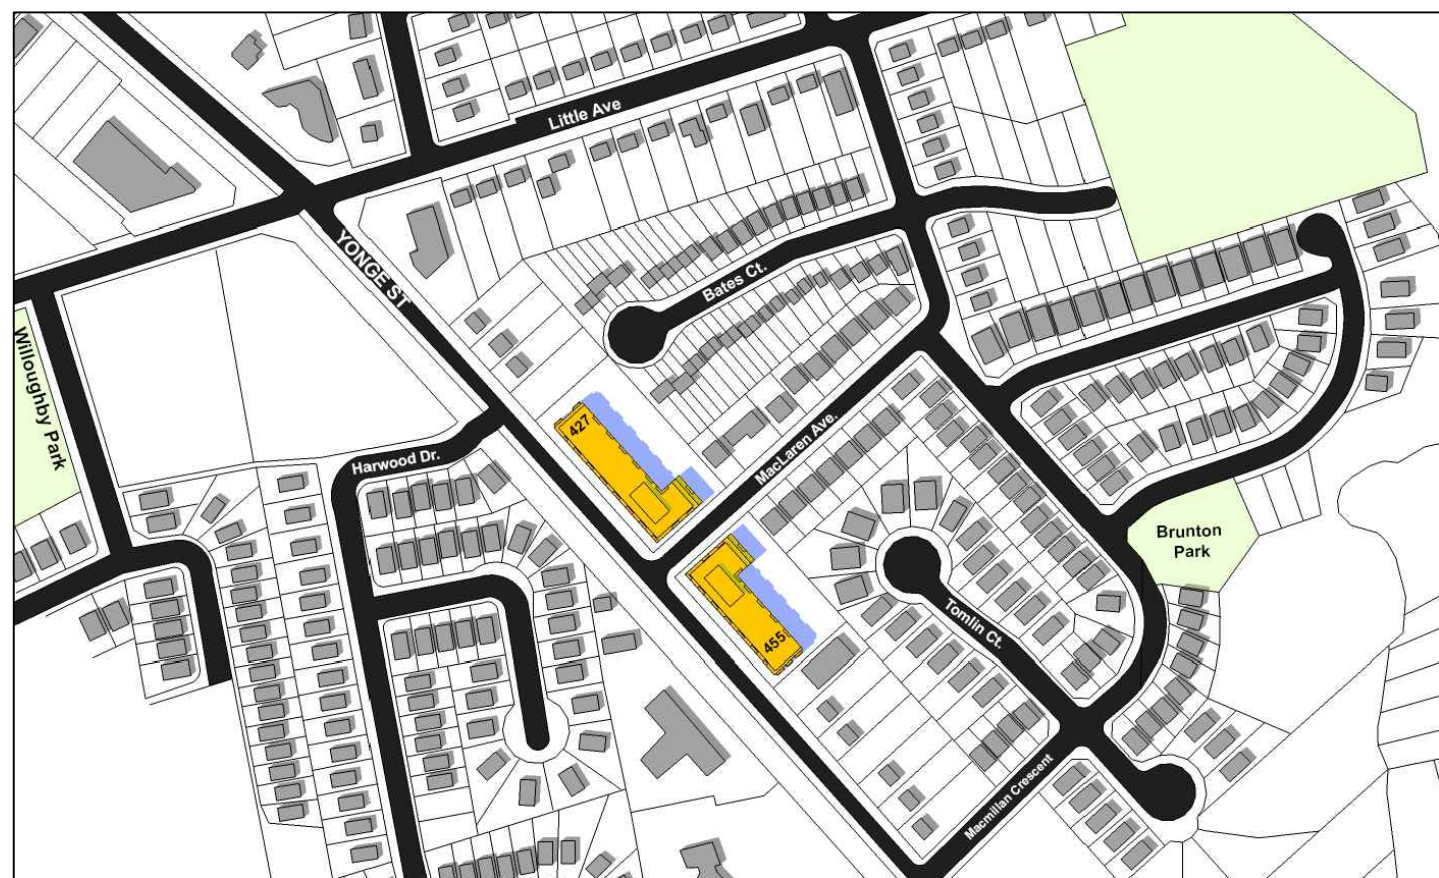 Little Ave
YONGE ST
Bates Ct.
Willoughby Park
427
MacLaren Ave.
Harwood Dr.
Brunton
Park
Tomlin Ct.
455
Macmillan Crescent